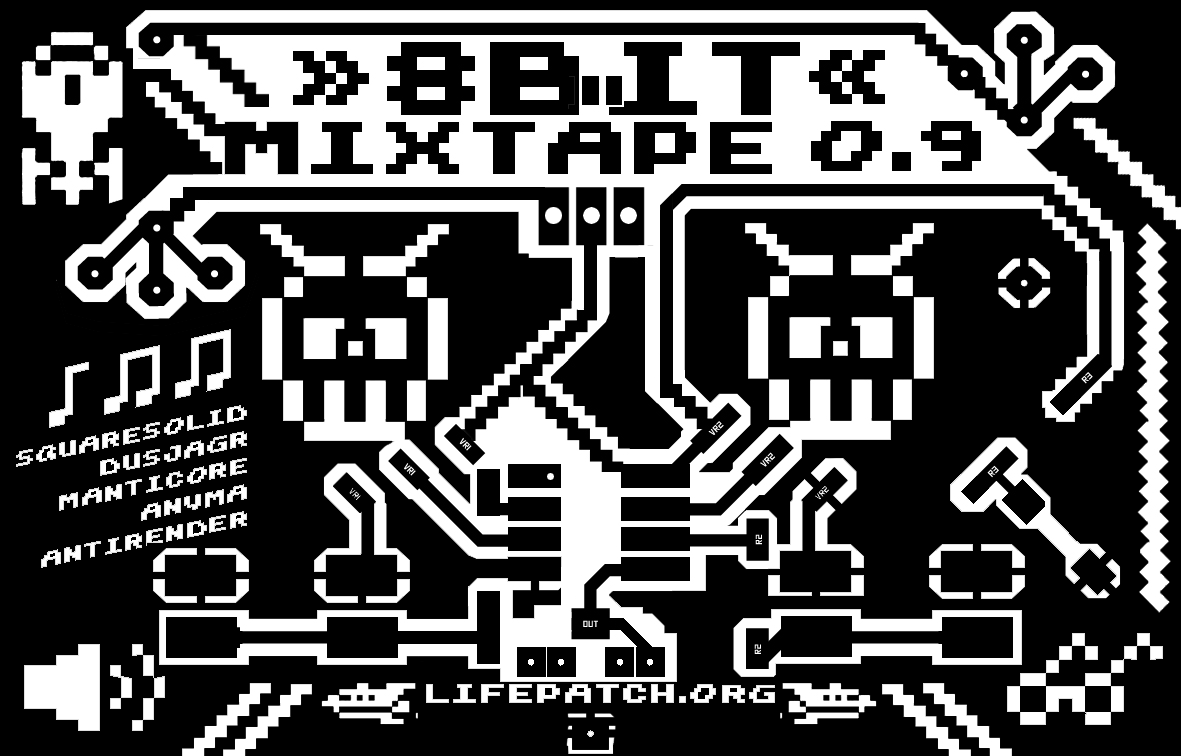 »8BIT«
MIXTAPE 0.9
SQUARESOLID
DUSJAGR
MANTICORE
ANYMA
ANTIRENDER
R3
VR1
VR2
VR1
VR2
R3
VR1
VR2
R2
OUT
R2
LIFEPATCH.ORG